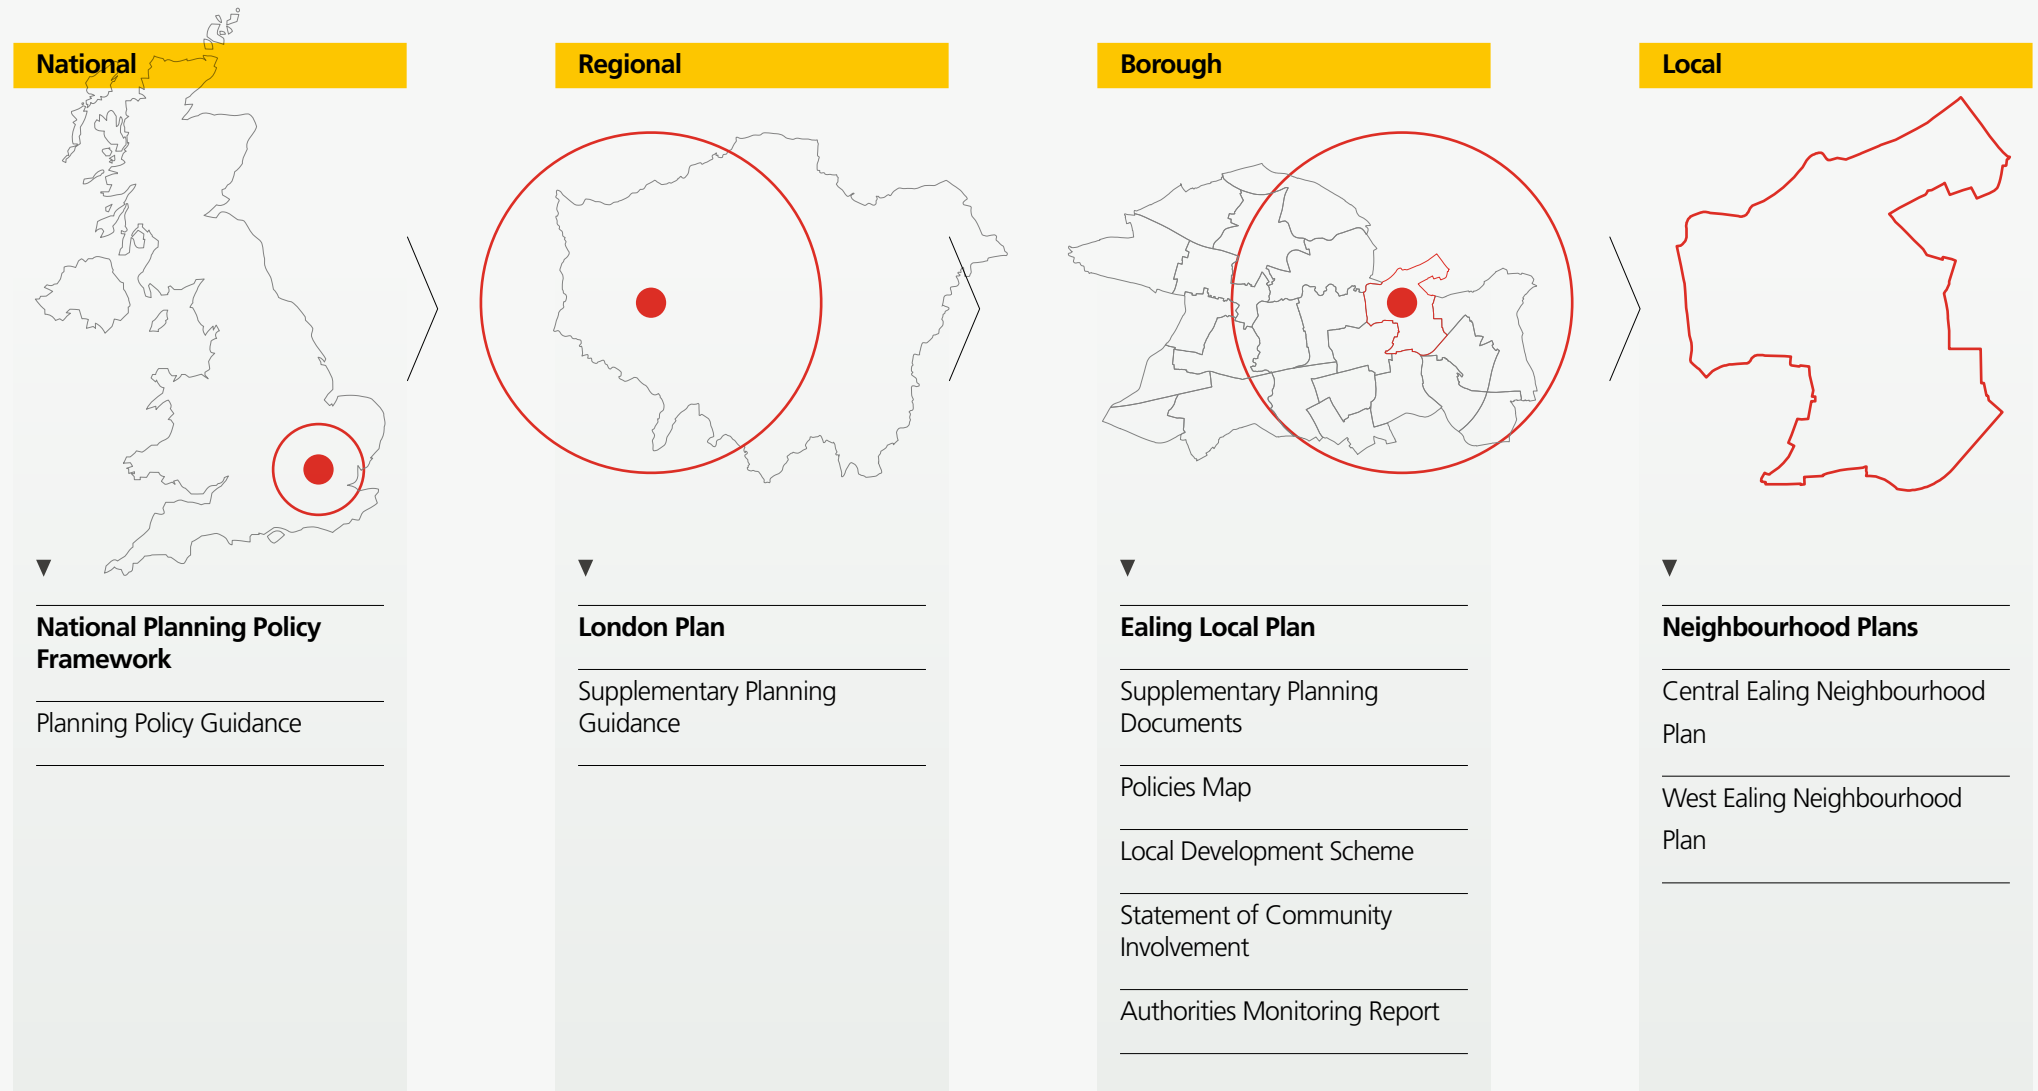 National
National Planning Policy
Framework
Planning Policy Guidance
Regional
London Plan
Supplementary Planning
Guidance
Borough
Ealing Local Plan
Supplementary Planning
Documents
Policies Map
Local Development Scheme
Statement of Community
Involvement
Authorities Monitoring Report
Local
Neighbourhood Plans
Central Ealing Neighbourhood
Plan
West Ealing Neighbourhood
Plan